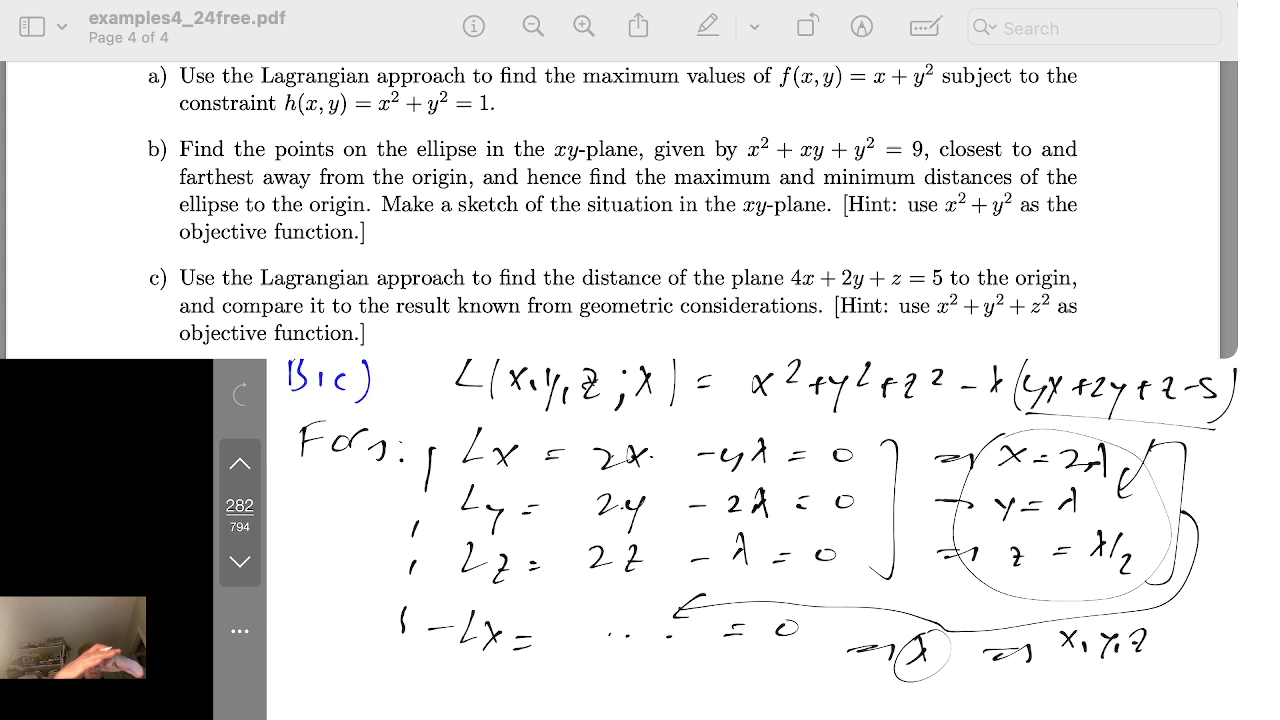 examples4_24free.pdf
Page 4 of 4
Search
a) Use the Lagrangian approach to find the maximum values of f(x, y) = x + y² subject to the
constraint h(x, y) = x² + y² = 1.
b) Find the points on the ellipse in the xy-plane, given by x² + xy + y² = 9, closest to and
farthest away from the origin, and hence find the maximum and minimum distances of the
ellipse to the origin. Make a sketch of the situation in the xy-plane. [Hint: use x² + y² as the
objective function.]
c) Use the Lagrangian approach to find the distance of the plane 4x + 2y + z = 5 to the origin,
and compare it to the result known from geometric considerations. [Hint: use x² + y² + z² as
objective function.]
B1c) L(x,y,z;λ) = x²+y²+z² - λ(4x+2y+z-5)
FOCs: Lx = 2x - 4λ = 0 ⇒ x = 2λ
Ly = 2y - 2λ = 0 → y = λ
Lz = 2z - λ = 0 ⇒ z = λ/2
-Lλ = ... = 0 ⇒ λ ⇒ x, y, z
282
794